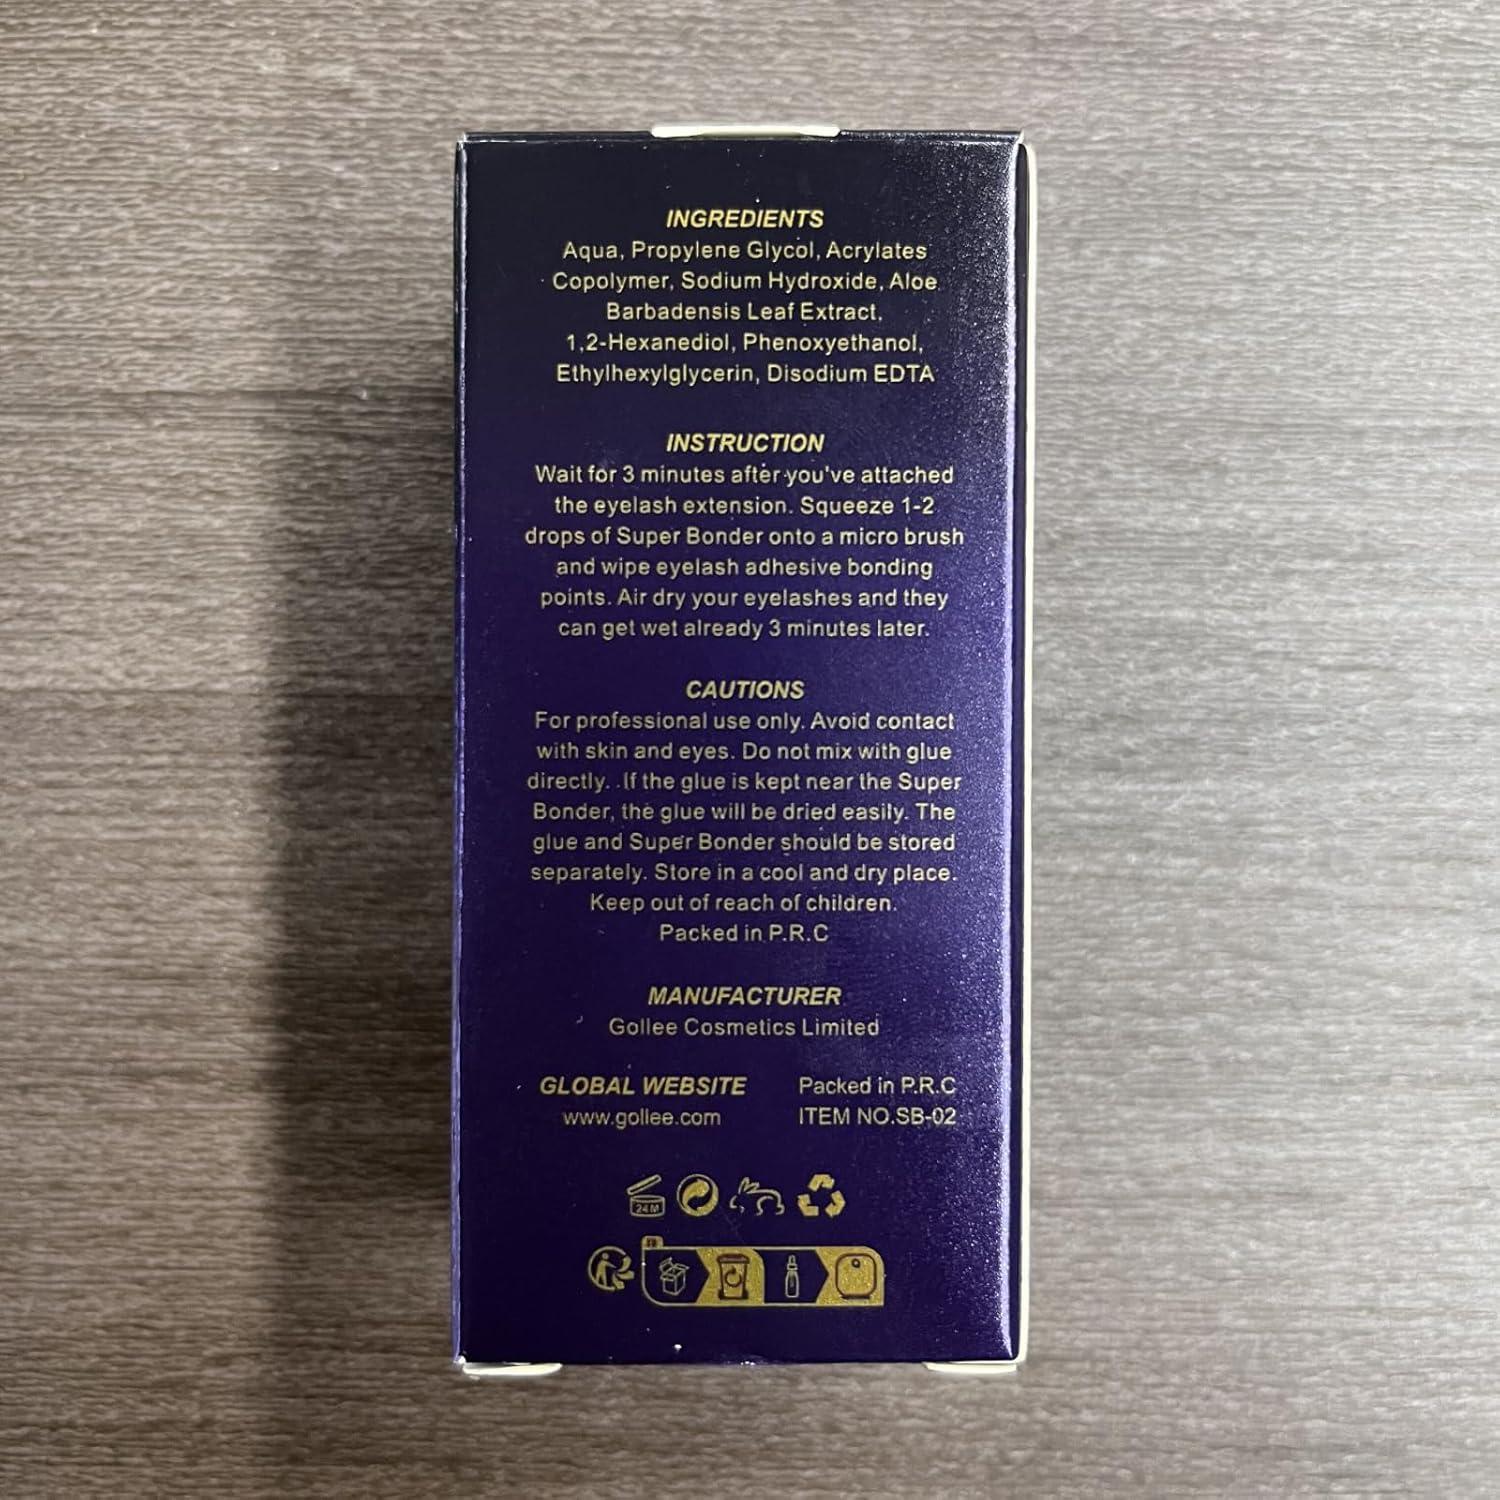 INGREDIENTS
Aqua, Propylene Glycol, Acrylates
Copolymer, Sodium Hydroxide, Aloe
Barbadensis Leaf Extract,
1,2-Hexanediol, Phenoxyethanol,
Ethylhexylglycerin, Disodium EDTA
INSTRUCTION
Wait for 3 minutes after you've attached
the eyelash extension. Squeeze 1-2
drops of Super Bonder onto a micro brush
and wipe eyelash adhesive bonding
points. Air dry your eyelashes and they
can get wet already 3 minutes later.
CAUTIONS
For professional use only. Avoid contact
with skin and eyes. Do not mix with glue
directly. If the glue is kept near the Super
Bonder, the glue will be dried easily. The
glue and Super Bonder should be stored
separately. Store in a cool and dry place.
Keep out of reach of children.
Packed in P.R.C
MANUFACTURER
Gollee Cosmetics Limited
GLOBAL WEBSITE Packed in P.R.C
www.gollee.com ITEM NO.SB-02
24M